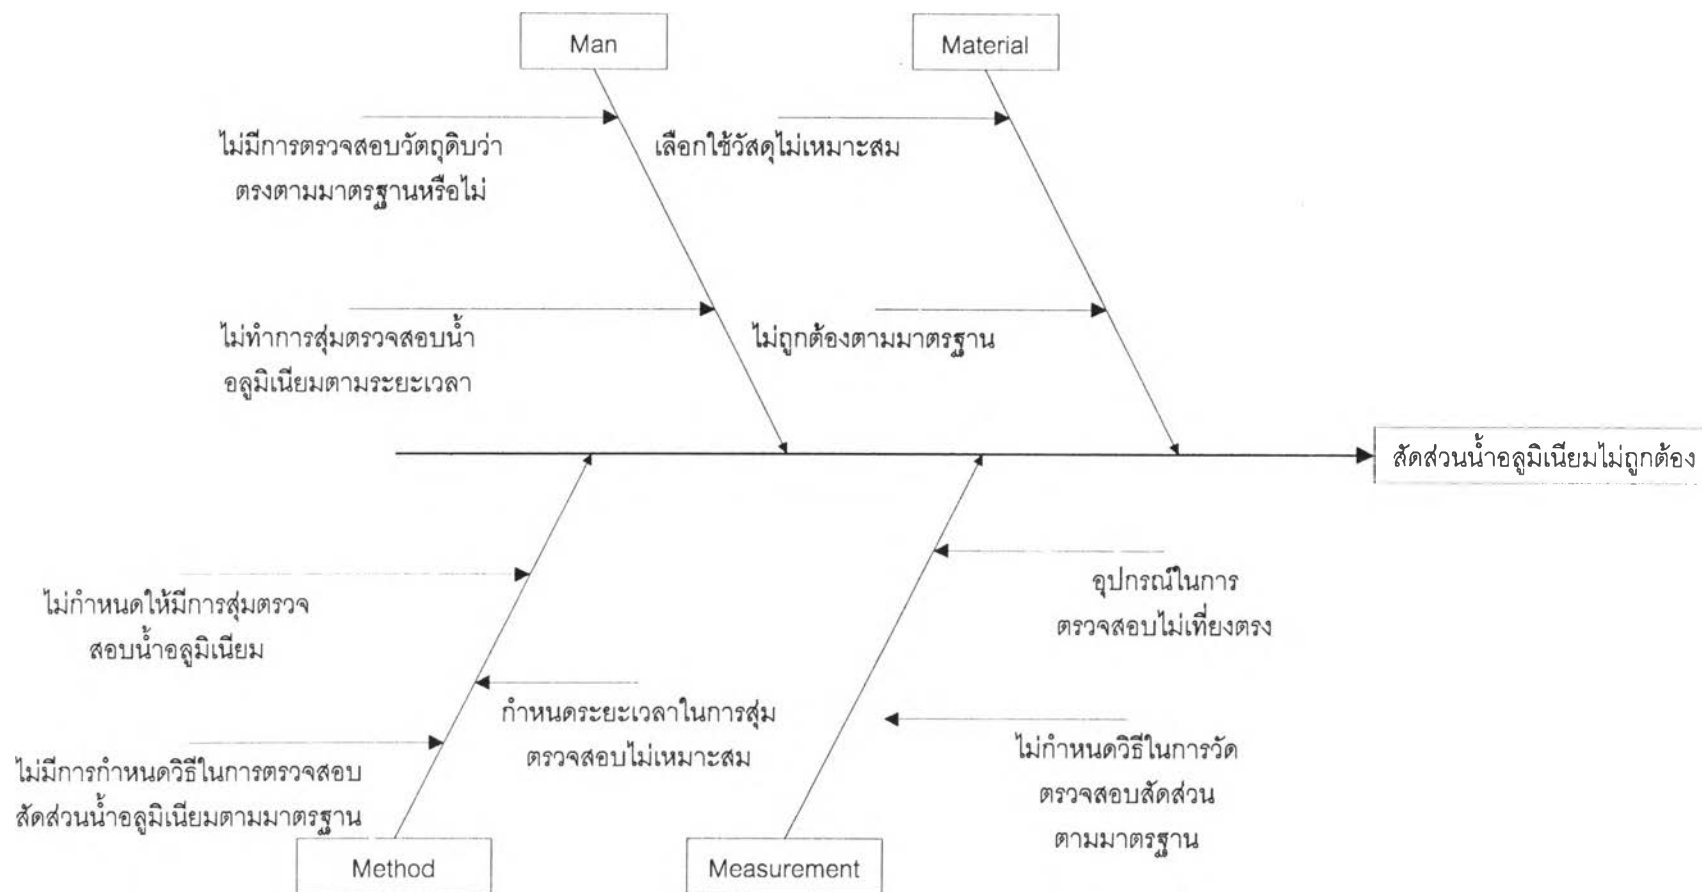 Man
Material
ไม่มีการตรวจสอบวัตถุดิบว่า
ตรงตามมาตรฐานหรือไม่
เลือกใช้วัสดุไม่เหมาะสม
ไม่ทำการสุ่มตรวจสอบน้ำ
อลูมิเนียมตามระยะเวลา
ไม่ถูกต้องตามมาตรฐาน
สัดส่วนน้ำอลูมิเนียมไม่ถูกต้อง
ไม่กำหนดให้มีการสุ่มตรวจ
สอบน้ำอลูมิเนียม
อุปกรณ์ในการ
ตรวจสอบไม่เที่ยงตรง
กำหนดระยะเวลาในการสุ่ม
ตรวจสอบไม่เหมาะสม
ไม่มีการกำหนดวิธีในการตรวจสอบ
สัดส่วนน้ำอลูมิเนียมตามมาตรฐาน
ไม่กำหนดวิธีในการวัด
ตรวจสอบสัดส่วน
ตามมาตรฐาน
Method
Measurement